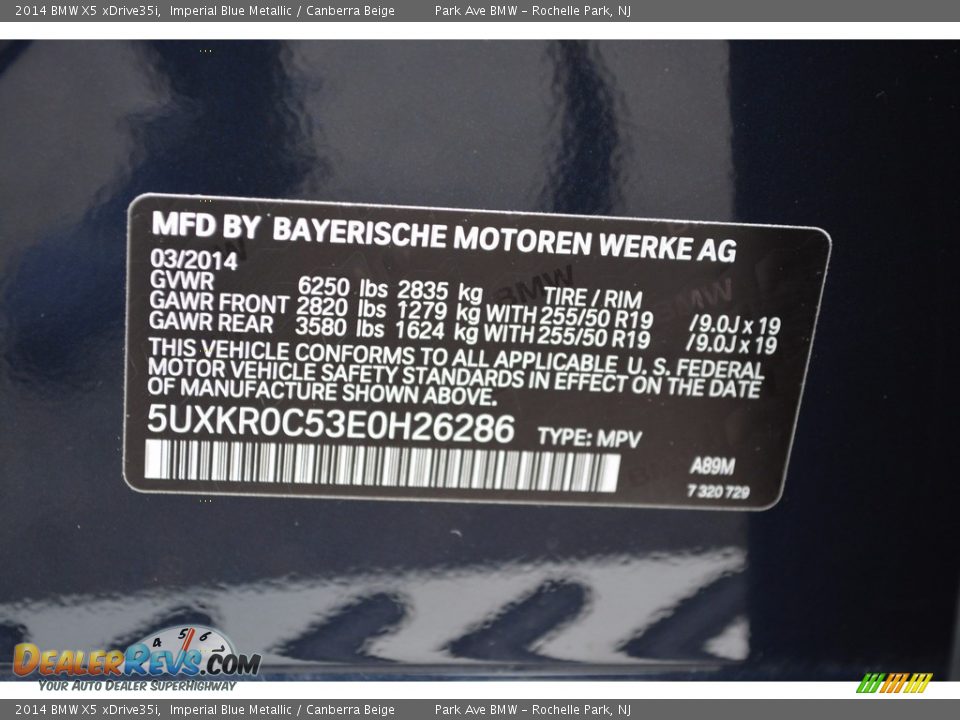 2014 BMW X5 xDrive35i, Imperial Blue Metallic / Canberra Beige Park Ave BMW - Rochelle Park, NJ
MFD BY BAYERISCHE MOTOREN WERKE AG
03/2014
GVWR 6250 lbs 2835 kg TIRE / RIM
GAWR FRONT 2820 lbs 1279 kg WITH 255/50 R19 /9.0J x 19
GAWR REAR 3580 lbs 1624 kg WITH 255/50 R19 /9.0J x 19
THIS VEHICLE CONFORMS TO ALL APPLICABLE U. S. FEDERAL
MOTOR VEHICLE SAFETY STANDARDS IN EFFECT ON THE DATE
OF MANUFACTURE SHOWN ABOVE.
5UXKR0C53E0H26286 TYPE: MPV
A89M
7 320 729
4 5 6
DEALERREVS.COM
YOUR AUTO DEALER SUPERHIGHWAY
2014 BMW X5 xDrive35i, Imperial Blue Metallic / Canberra Beige Park Ave BMW - Rochelle Park, NJ